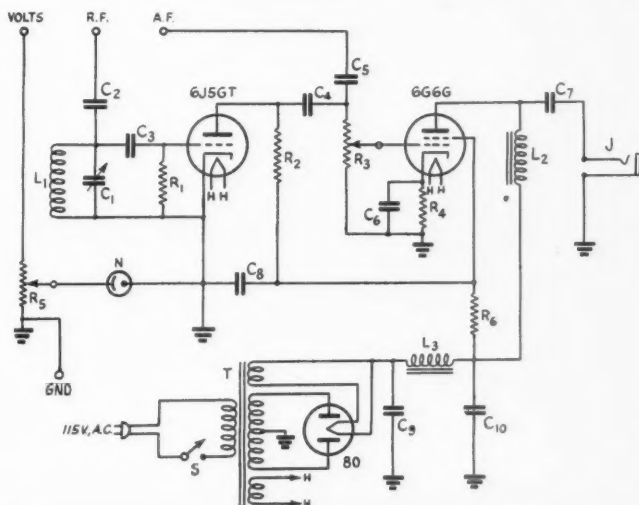 VOLTS R.F. A.F.
C5
C2 6J5GT C4 6G6G C7
C3
L1 C1 R1 R2 R3 L2 J
H H
H H
C6 R4
N C8
R5 R6
L3
GND T
115V, A.C. C9 C10
S 80
H
H